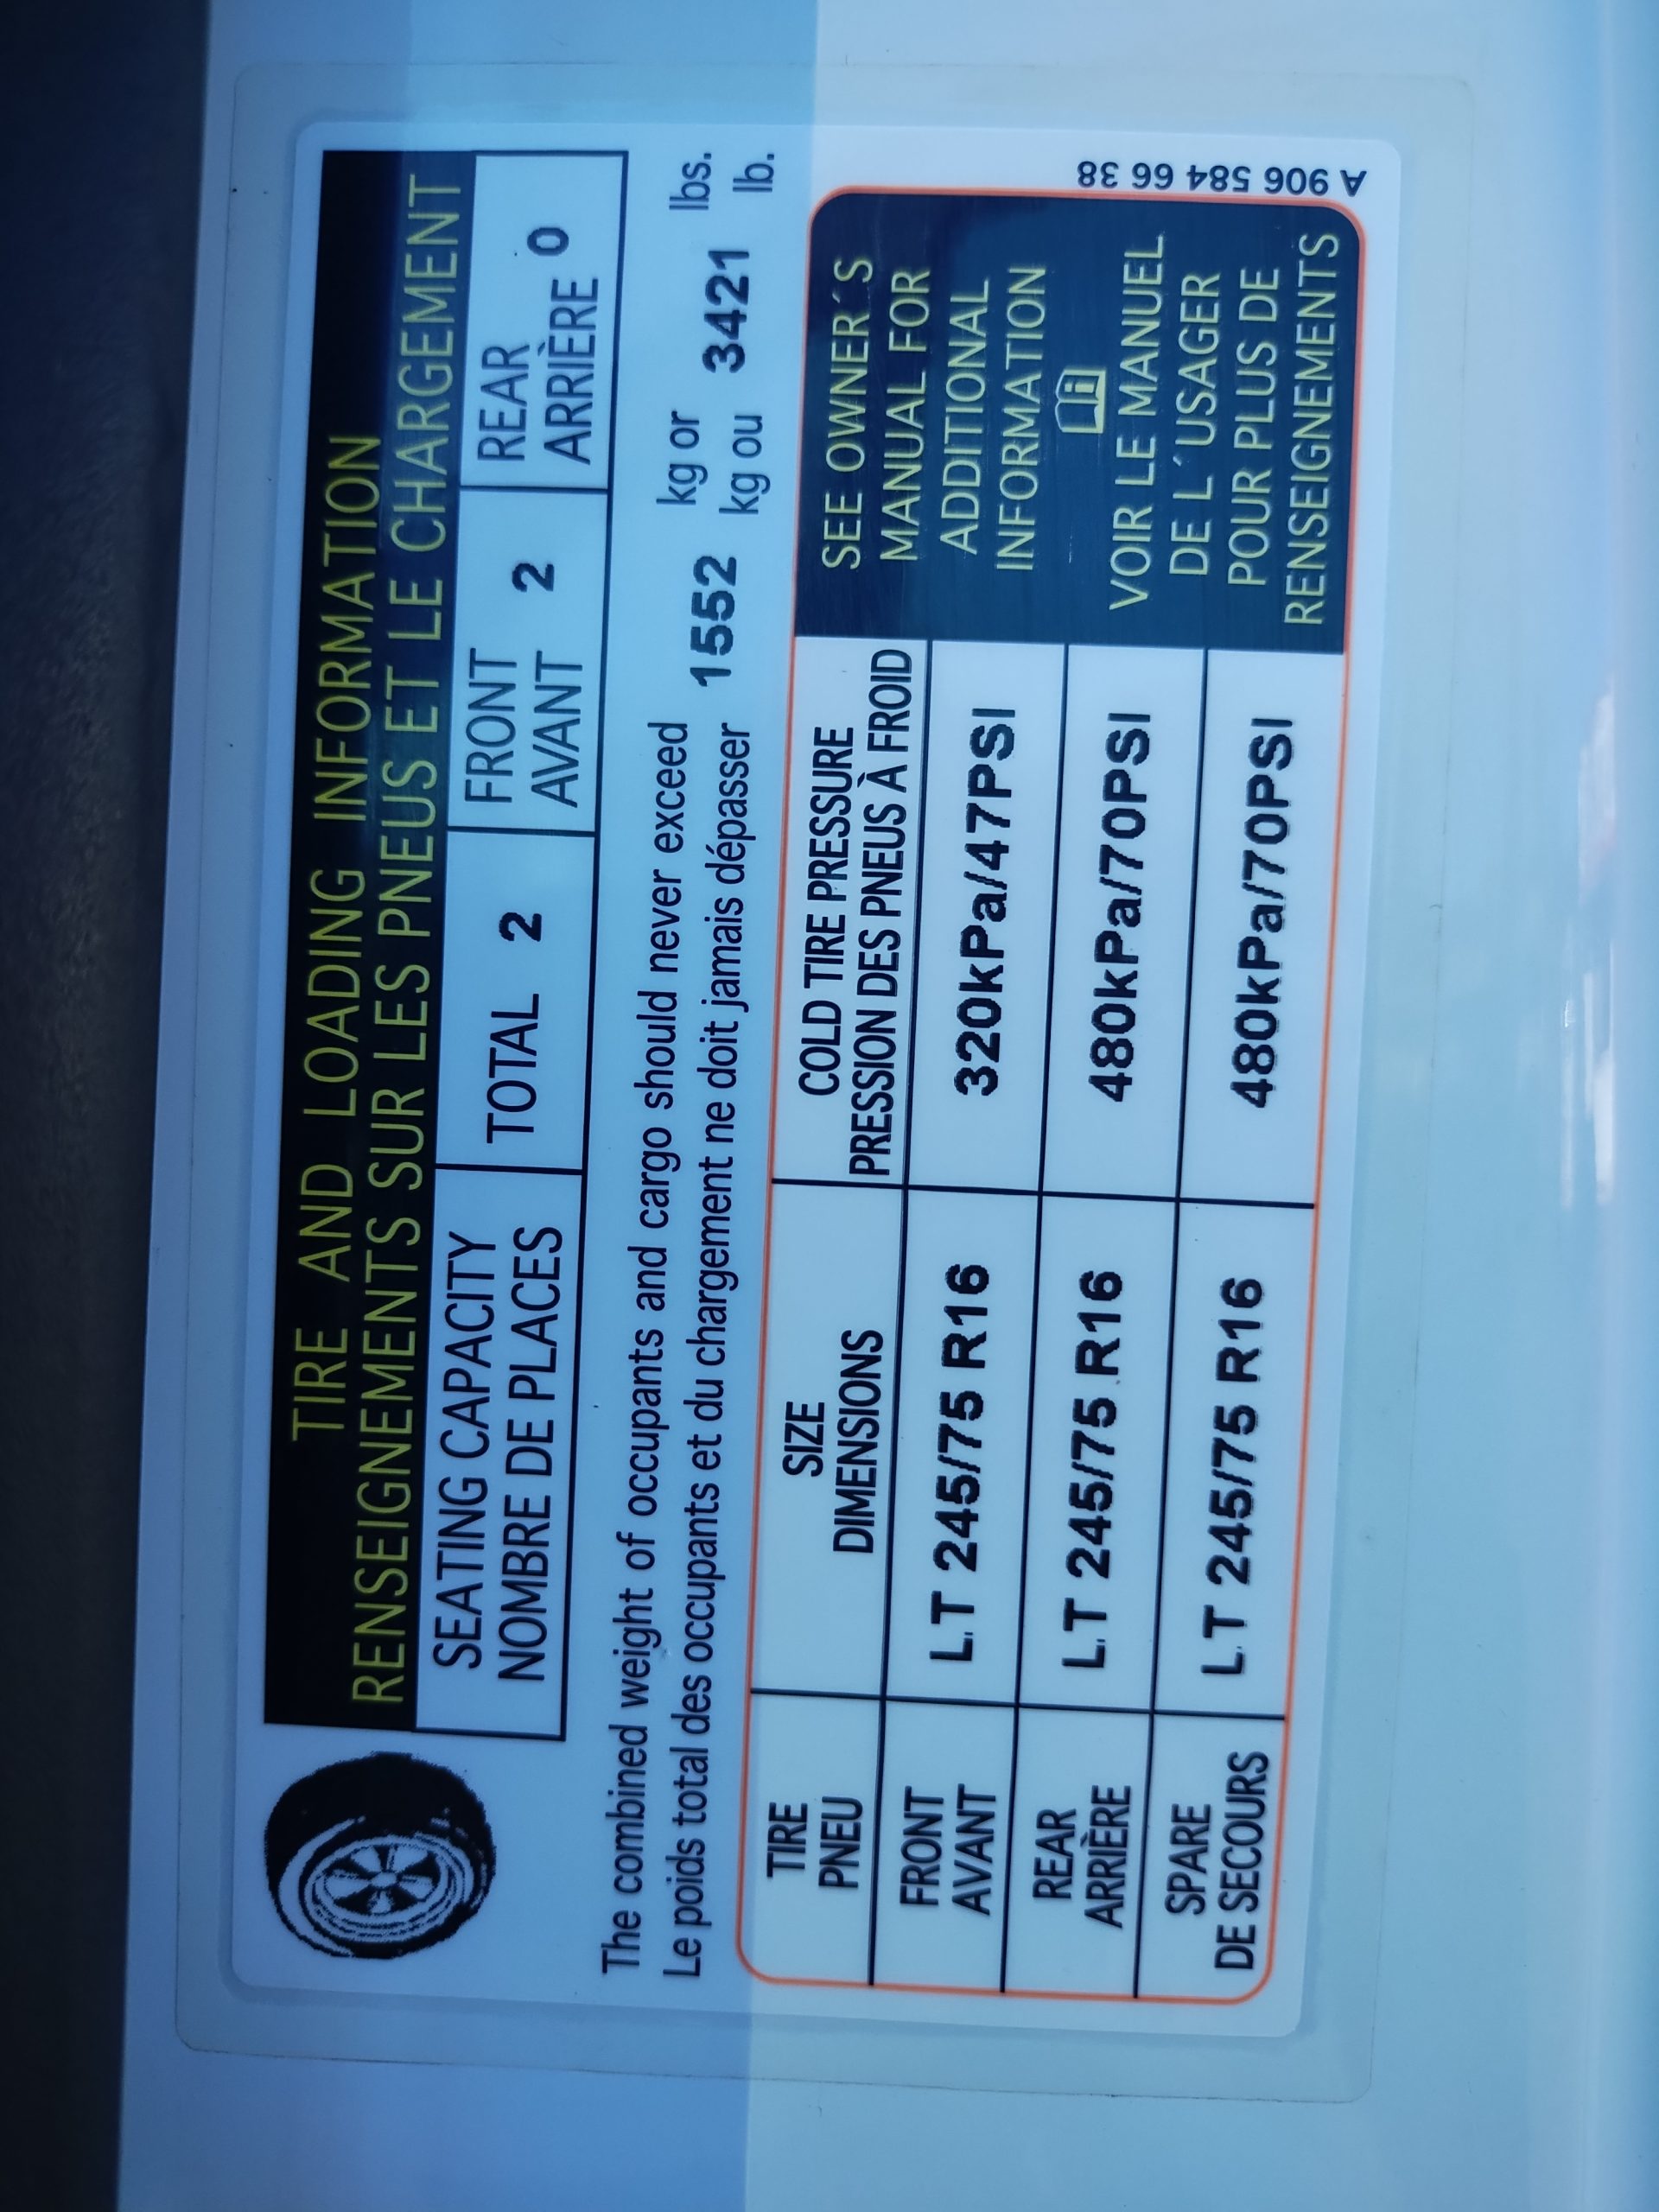 TIRE AND LOADING INFORMATION
RENSEIGNEMENTS SUR LES PNEUS ET LE CHARGEMENT
SEATING CAPACITY
NOMBRE DE PLACES
TOTAL 2
FRONT
AVANT 2
REAR
ARRIÈRE 0
The combined weight of occupants and cargo should never exceed 1552 kg or 3421 lbs.
Le poids total des occupants et du chargement ne doit jamais dépasser kg ou lb.
TIRE
PNEU
SIZE
DIMENSIONS
COLD TIRE PRESSURE
PRESSION DES PNEUS À FROID
FRONT
AVANT
LT 245/75 R16
320kPa/47PSI
REAR
ARRIÈRE
LT 245/75 R16
480kPa/70PSI
SPARE
DE SECOURS
LT 245/75 R16
480kPa/70PSI
SEE OWNER´S
MANUAL FOR
ADDITIONAL
INFORMATION
VOIR LE MANUEL
DE L´USAGER
POUR PLUS DE
RENSEIGNEMENTS
A 906 584 66 38